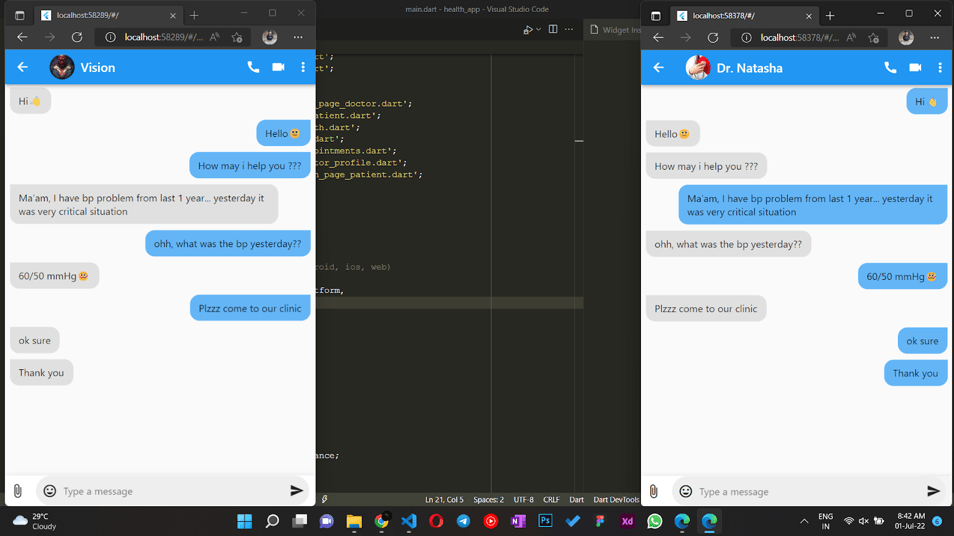 main.dart - health_app - Visual Studio Code
localhost:58289/#/
localhost:58289/#/...
Vision
Hi
Hello
How may i help you ???
Ma'am, I have bp problem from last 1 year... yesterday it
was very critical situation
ohh, what was the bp yesterday??
60/50 mmHg
Plzzz come to our clinic
ok sure
Thank you
Type a message
art';
rt';
_page_doctor.dart';
atient.dart';
th.dart';
dart';
ointments.dart';
tor_profile.dart';
n_page_patient.dart';
roid, ios, web)
tform,
ance;
Widget Ins
Ln 21, Col 5
Spaces: 2
UTF-8
CRLF
Dart
Dart DevTools
localhost:58378/#/
localhost:58378/#/...
Dr. Natasha
Hi
Hello
How may i help you ???
Ma'am, I have bp problem from last 1 year... yesterday it
was very critical situation
ohh, what was the bp yesterday??
60/50 mmHg
Plzzz come to our clinic
ok sure
Thank you
Type a message
29°C
Cloudy
Ps
Xd
ENG
IN
8:42 AM
01-Jul-22
6